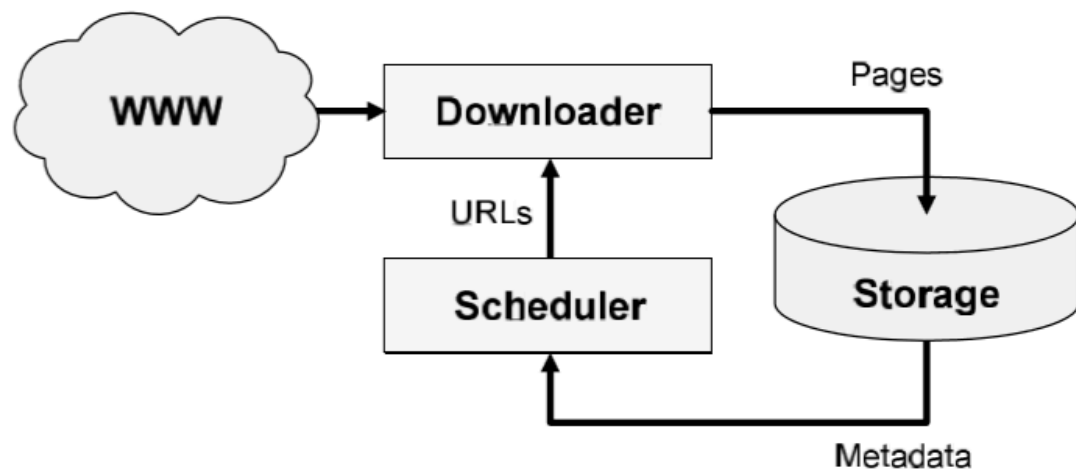 WWW
Downloader
Pages
URLs
Scheduler
Storage
Metadata